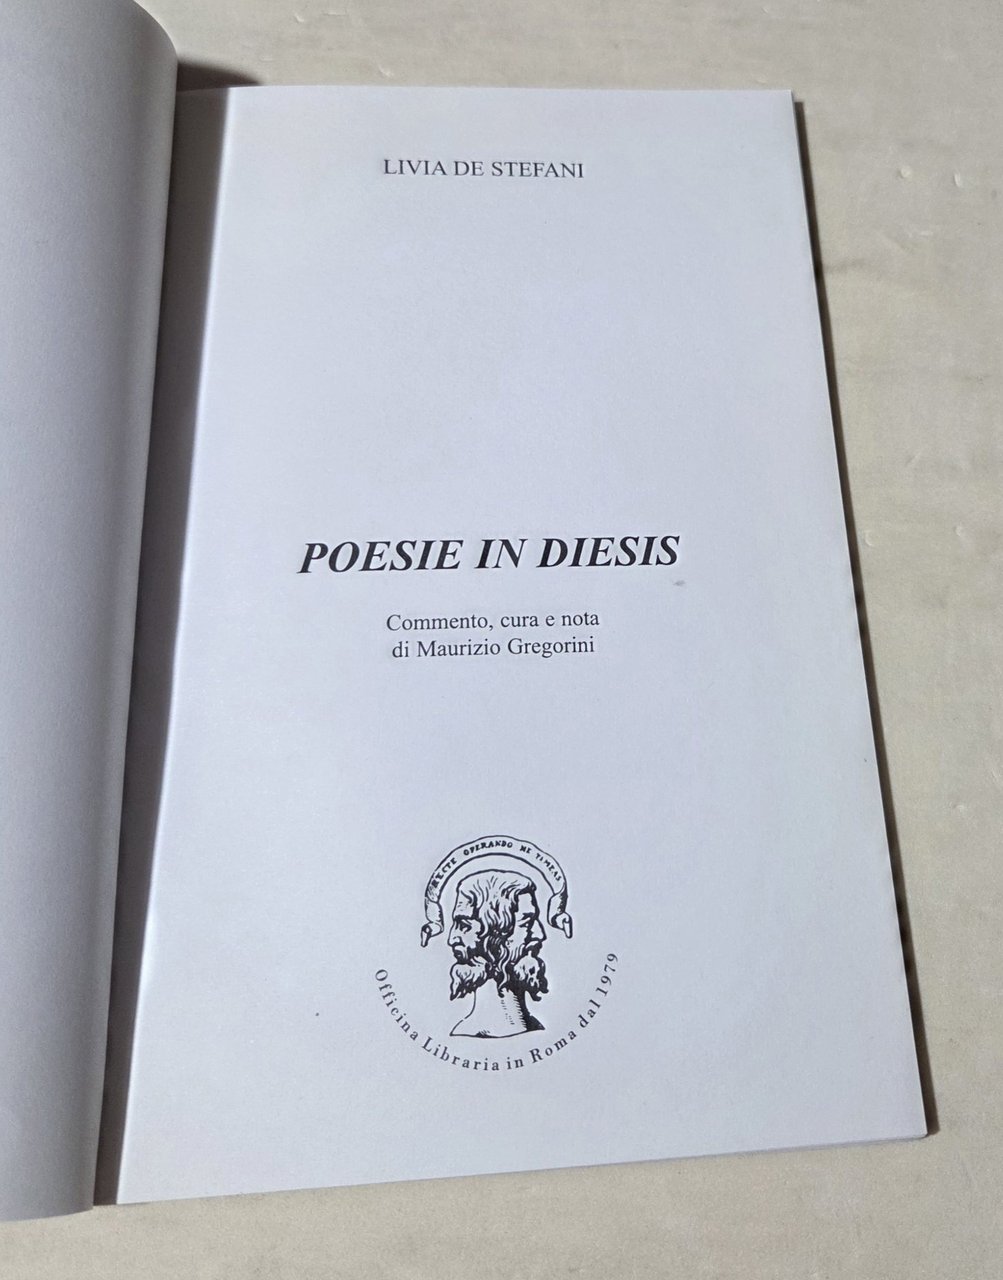 LIVIA DE STEFANI
POESIE IN DIESIS
Commento, cura e nota
di Maurizio Gregorini
RECTE OPERANDO NE TIMEAS
Officina Libraria in Roma dal 1979